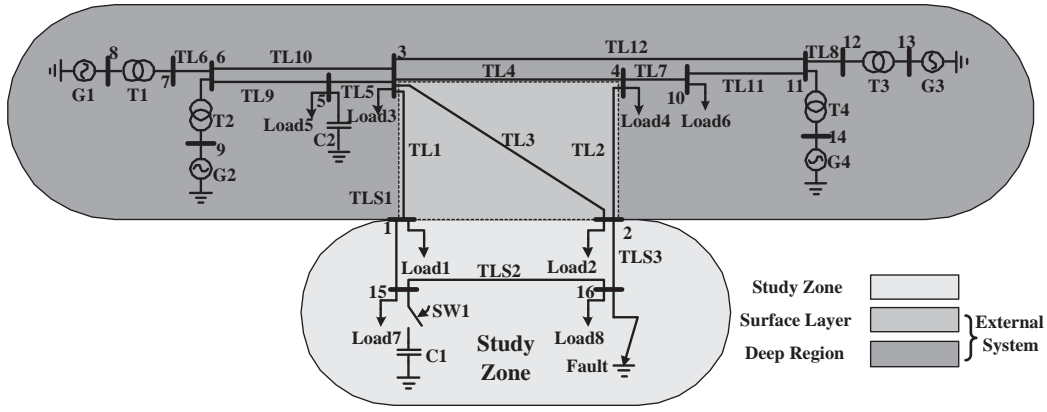 8 TL6 6 TL10 3 TL12 TL8 12 13
G1 T1 7 TL9 5 TL5 TL4 4 TL7 10 TL11 11 T3 G3
T2 Load5 C2 Load3 TL3 Load4 Load6 T4
9 TL1 TL2 14
G2 G4
TLS1
1 2
Load1 Load2 TLS3
TLS2
15 16
SW1
Load7 C1 Load8
Study
Zone
Fault
Study Zone
Surface Layer
Deep Region
External
System